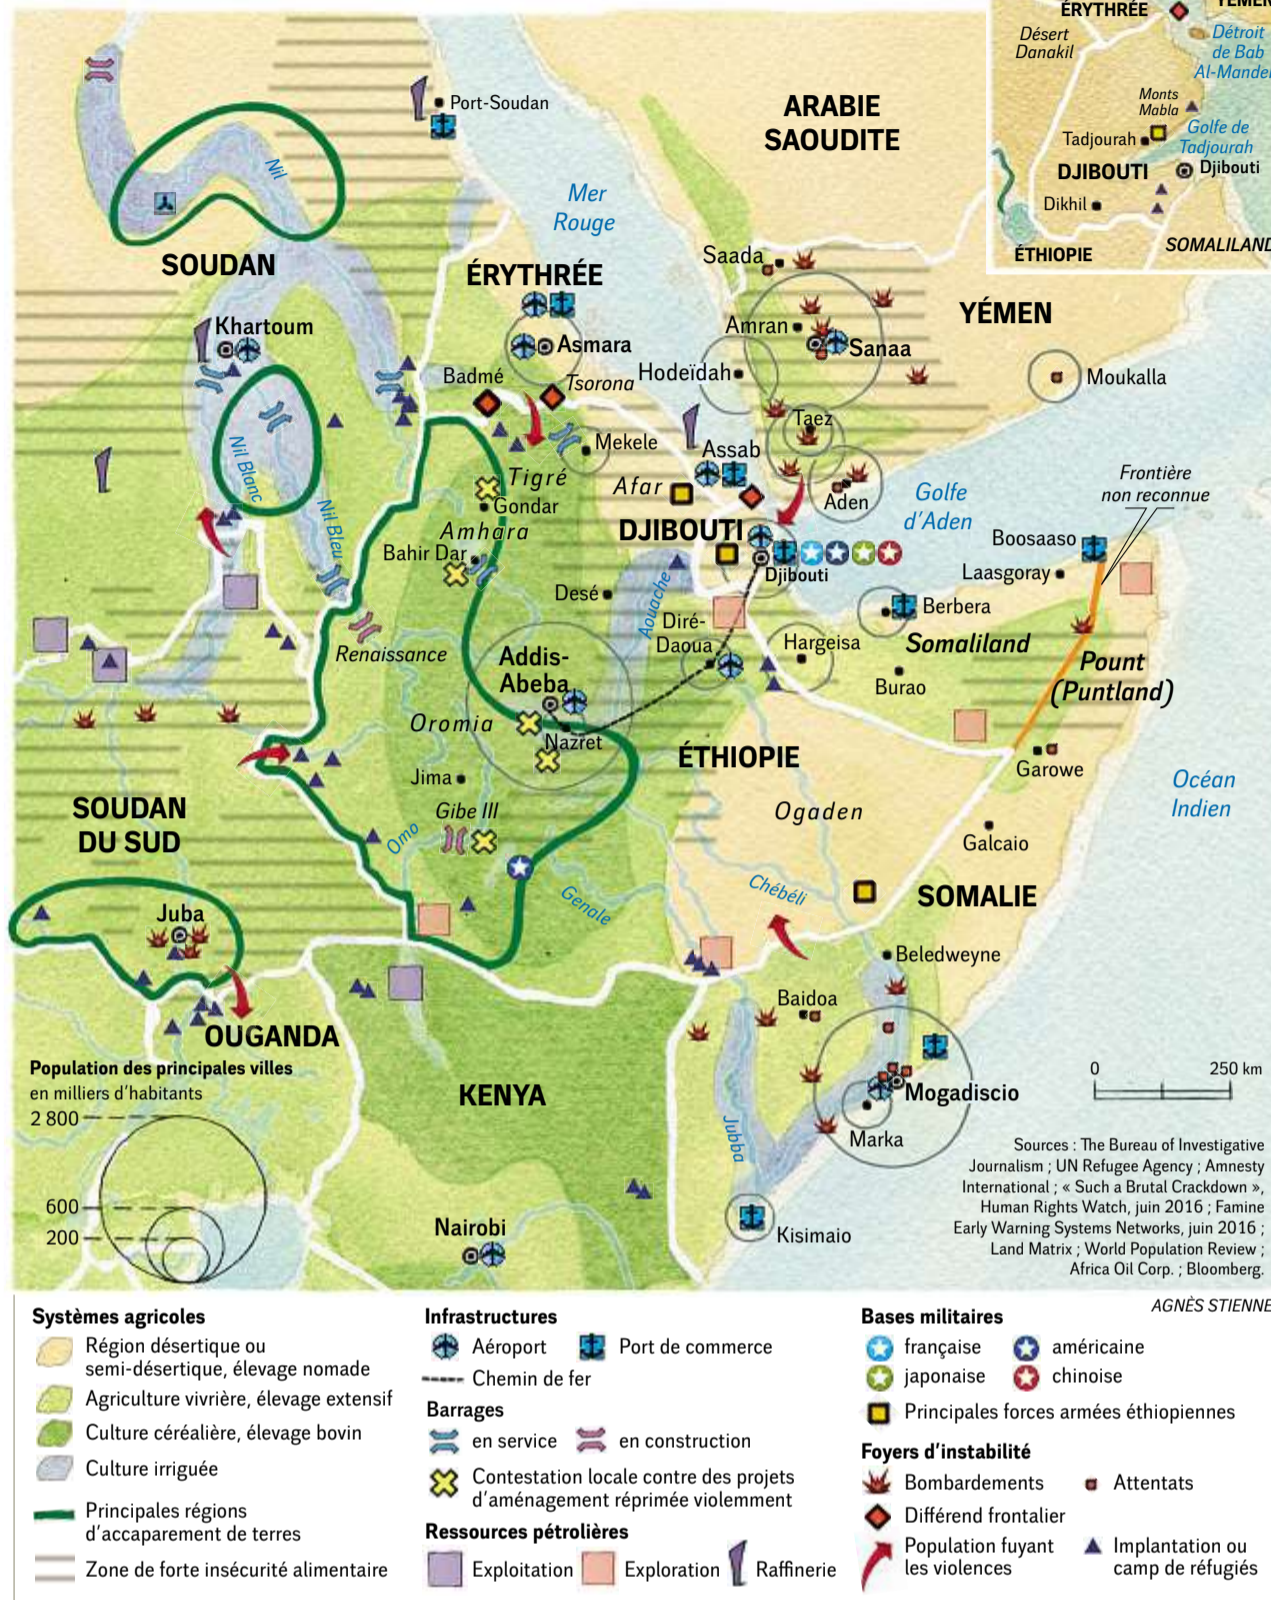 ÉRYTHRÉE
YÉMEN
Désert
Danakil
Détroit
de Bab
Al-Mandeb
Monts
Mabla
Golfe de
Tadjourah
Tadjourah
DJIBOUTI
Djibouti
Dikhil
ÉTHIOPIE
SOMALILAND
Port-Soudan
ARABIE
SAOUDITE
Nil
Mer
Rouge
SOUDAN
ÉRYTHRÉE
Saada
YÉMEN
Khartoum
Asmara
Amran
Sanaa
Badmé
Tsorona
Hodeïdah
Moukalla
Mekele
Taez
Assab
Nil Blanc
Tigré
Afar
Aden
Golfe
d'Aden
Frontière
non reconnue
Gondar
Amhara
Nil Bleu
DJIBOUTI
Bahir Dar
Djibouti
Boosaaso
Laasgoray
Desé
Aouache
Berbera
Diré-
Daoua
Hargeisa
Somaliland
Renaissance
Addis-
Abeba
Burao
Pount
(Puntland)
Oromia
Nazret
ÉTHIOPIE
Garowe
Jima
Océan
Indien
SOUDAN
DU SUD
Gibe III
Ogaden
Omo
Galcaio
Genale
Chébéli
SOMALIE
Juba
Beledweyne
Baidoa
OUGANDA
KENYA
Mogadiscio
Marka
Jubba
Kisimaio
Nairobi
Population des principales villes
en milliers d'habitants
2 800
600
200
0 250 km
Sources : The Bureau of Investigative
Journalism ; UN Refugee Agency ; Amnesty
International ; « Such a Brutal Crackdown »,
Human Rights Watch, juin 2016 ; Famine
Early Warning Systems Networks, juin 2016 ;
Land Matrix ; World Population Review ;
Africa Oil Corp. ; Bloomberg.
AGNÈS STIENNE
Systèmes agricoles
Région désertique ou
semi-désertique, élevage nomade
Agriculture vivrière, élevage extensif
Culture céréalière, élevage bovin
Culture irriguée
Principales régions
d'accaparement de terres
Zone de forte insécurité alimentaire
Infrastructures
Aéroport
Port de commerce
Chemin de fer
Barrages
en service
en construction
Contestation locale contre des projets
d'aménagement réprimée violemment
Ressources pétrolières
Exploitation
Exploration
Raffinerie
Bases militaires
française
américaine
japonaise
chinoise
Principales forces armées éthiopiennes
Foyers d'instabilité
Bombardements
Attentats
Différend frontalier
Population fuyant
les violences
Implantation ou
camp de réfugiés